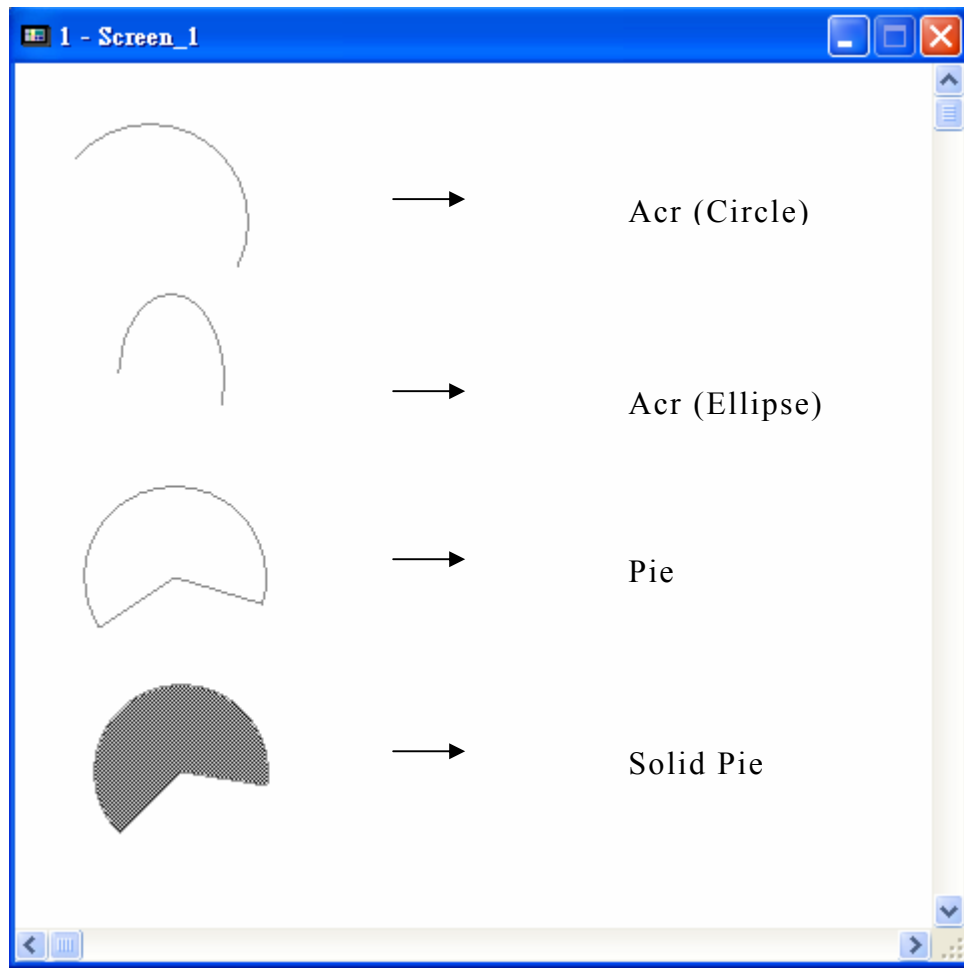 1 - Screen_1
Acr (Circle)
Acr (Ellipse)
Pie
Solid Pie